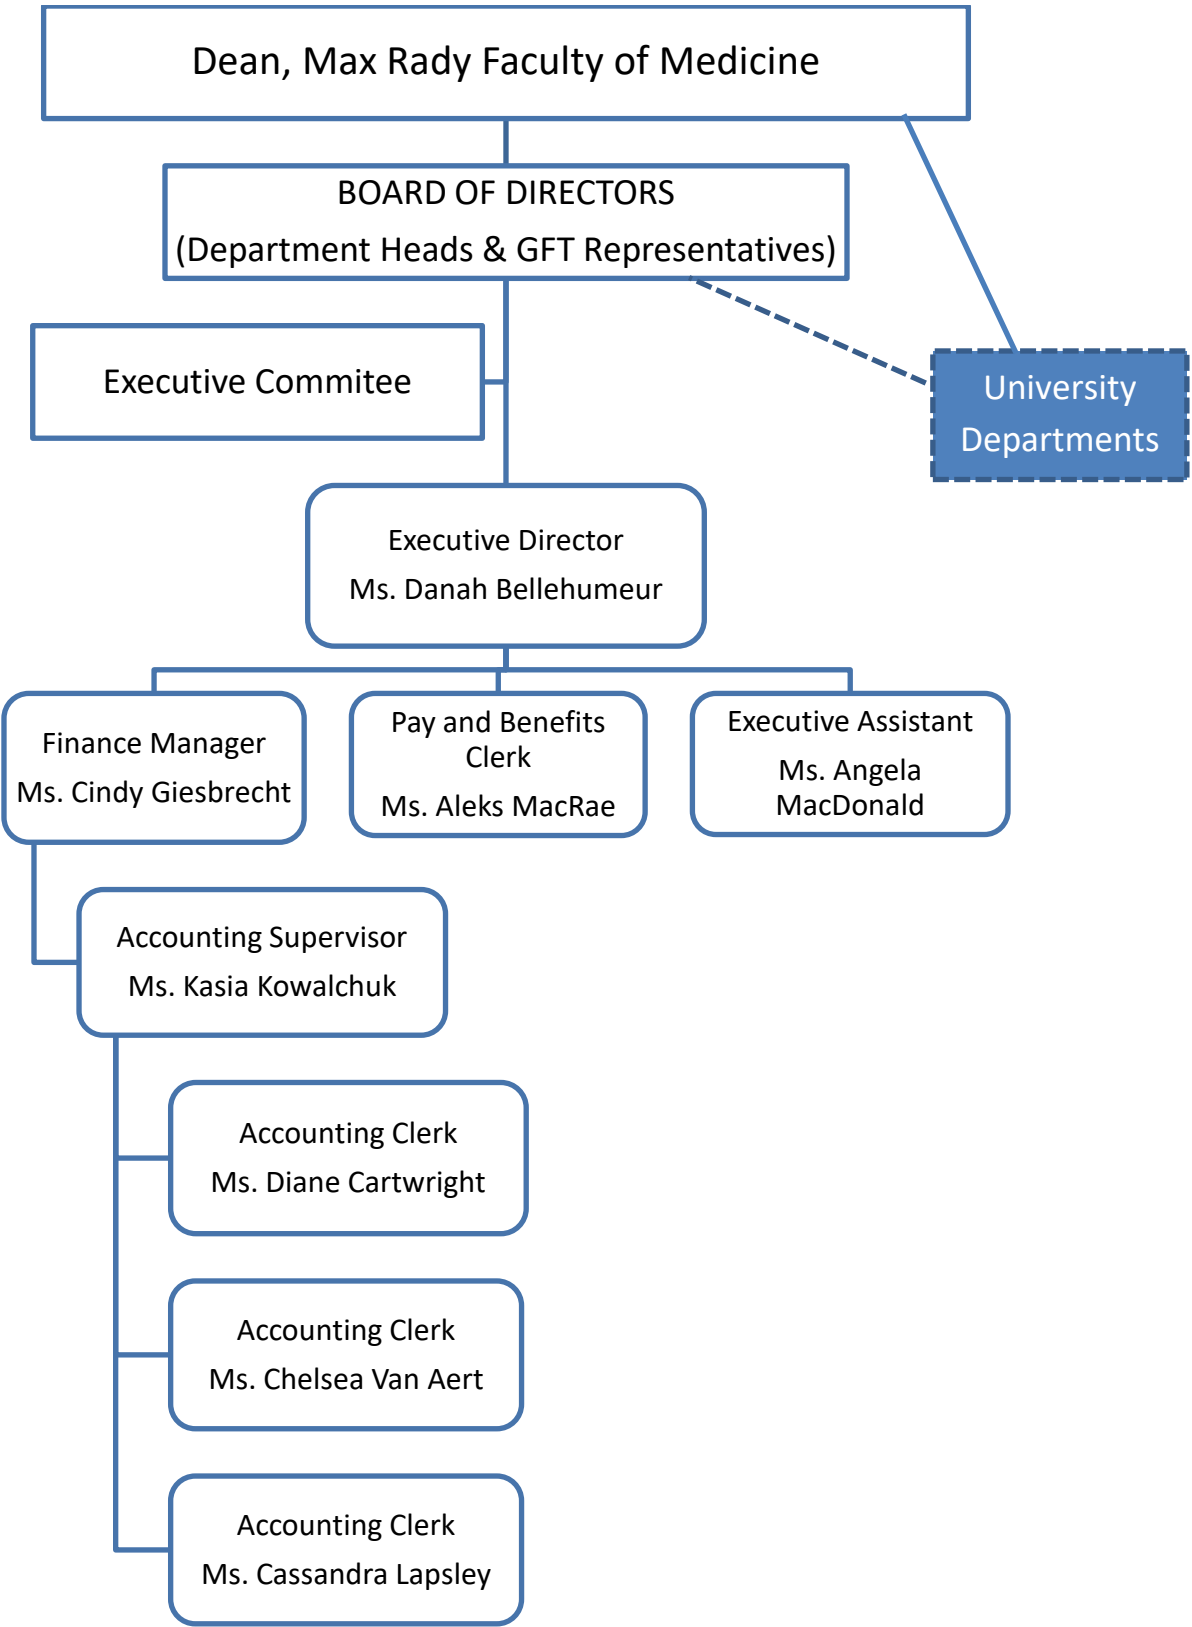 Dean, Max Rady Faculty of Medicine
BOARD OF DIRECTORS
(Department Heads & GFT Representatives)
Executive Commitee
University
Departments
Executive Director
Ms. Danah Bellehumeur
Finance Manager
Ms. Cindy Giesbrecht
Pay and Benefits
Clerk
Ms. Aleks MacRae
Executive Assistant
Ms. Angela
MacDonald
Accounting Supervisor
Ms. Kasia Kowalchuk
Accounting Clerk
Ms. Diane Cartwright
Accounting Clerk
Ms. Chelsea Van Aert
Accounting Clerk
Ms. Cassandra Lapsley